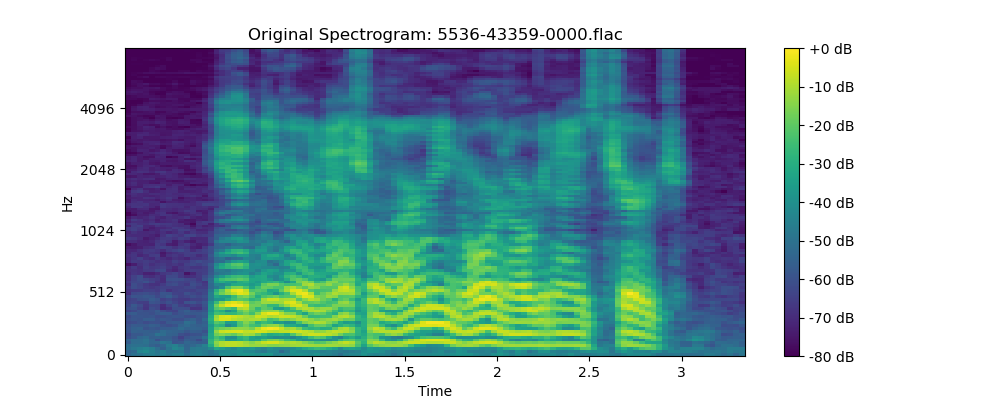 Original Spectrogram: 5536-43359-0000.flac
Hz
4096
2048
1024
512
0
0
0.5
1
1.5
2
2.5
3
Time
+0 dB
-10 dB
-20 dB
-30 dB
-40 dB
-50 dB
-60 dB
-70 dB
-80 dB